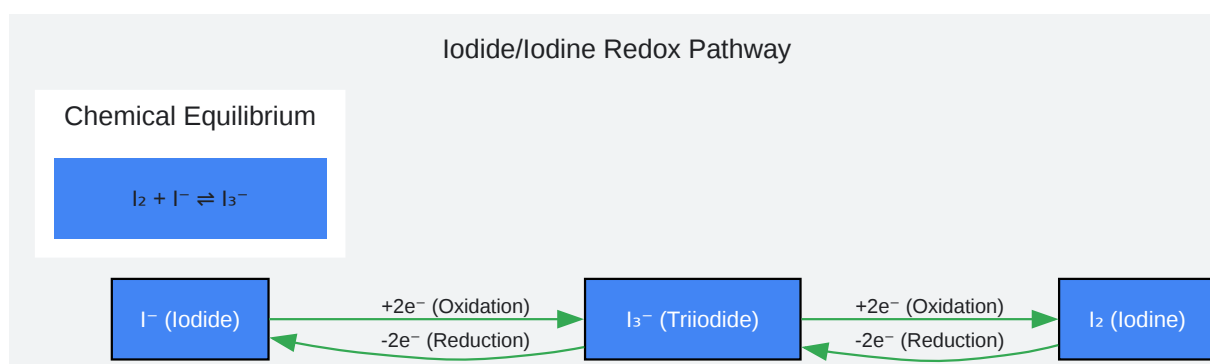 Iodide/Iodine Redox Pathway
Chemical Equilibrium
I₂ + I⁻ ⇌ I₃⁻
I⁻ (Iodide)
+2e⁻ (Oxidation)
-2e⁻ (Reduction)
I₃⁻ (Triiodide)
+2e⁻ (Oxidation)
-2e⁻ (Reduction)
I₂ (Iodine)